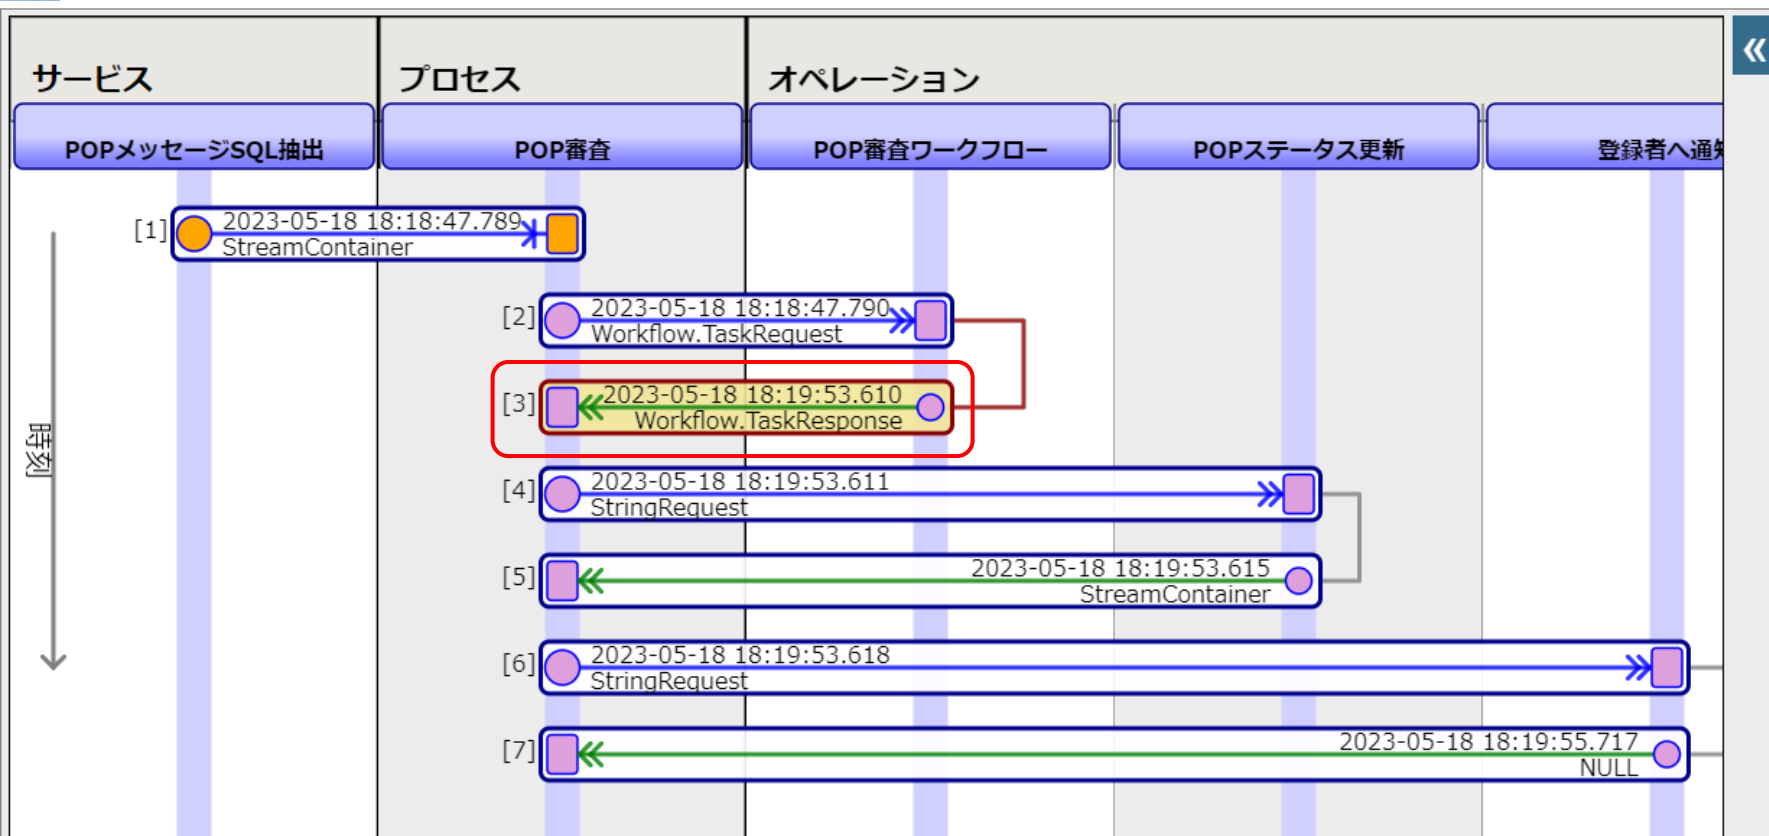 サービス
プロセス
オペレーション
POPメッセージSQL抽出
POP審査
POP審査ワークフロー
POPステータス更新
登録者へ通知
時刻
[1]
2023-05-18 18:18:47.789
StreamContainer
[2]
2023-05-18 18:18:47.790
Workflow.TaskRequest
[3]
2023-05-18 18:19:53.610
Workflow.TaskResponse
[4]
2023-05-18 18:19:53.611
StringRequest
[5]
2023-05-18 18:19:53.615
StreamContainer
[6]
2023-05-18 18:19:53.618
StringRequest
[7]
2023-05-18 18:19:55.717
NULL